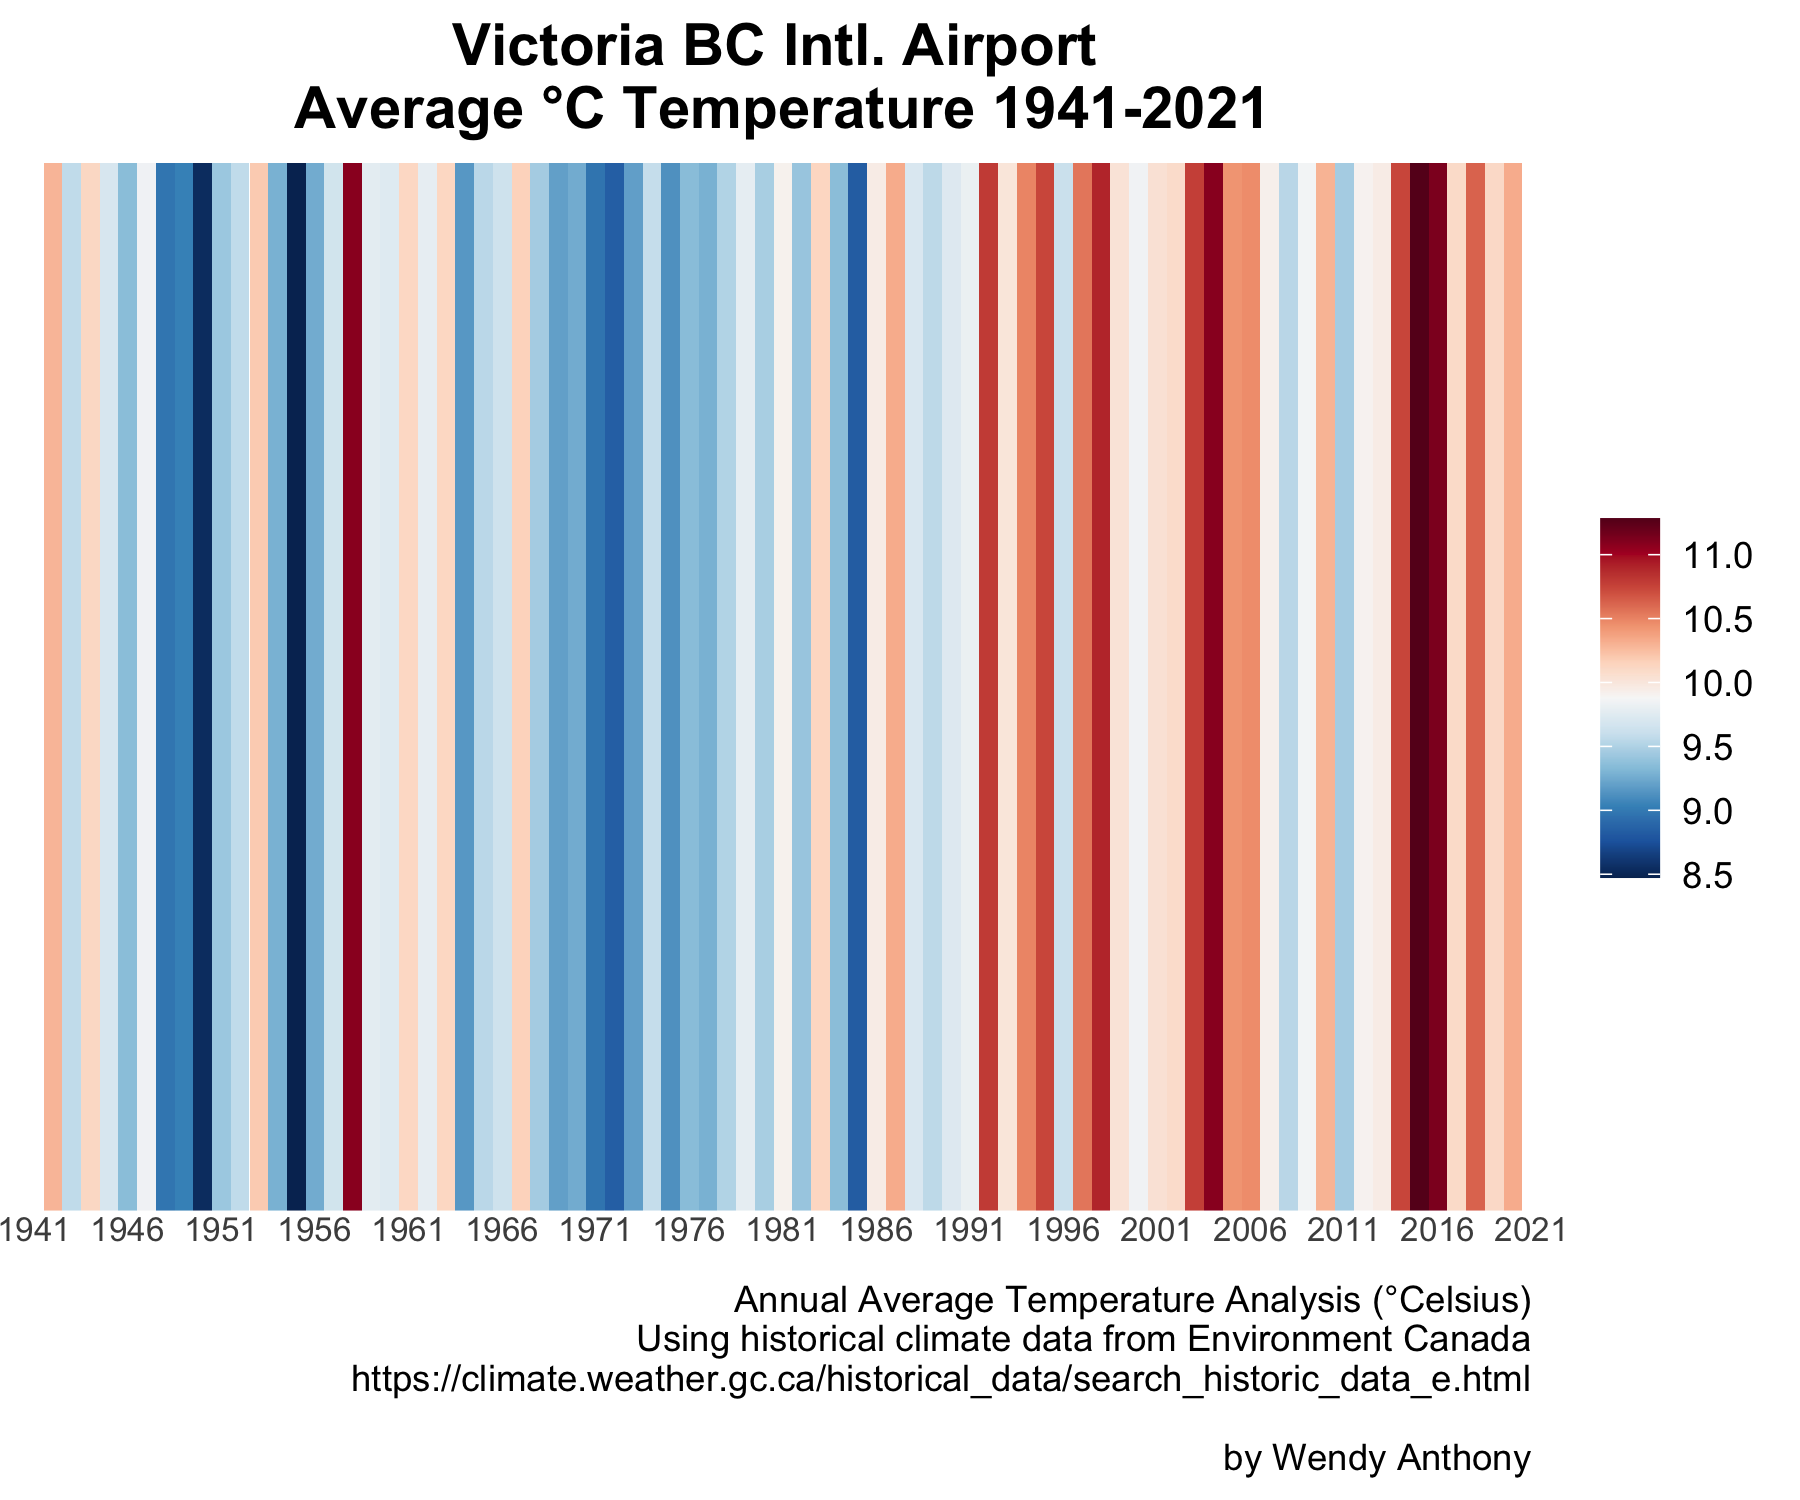 Victoria BC Intl. Airport
Average °C Temperature 1941-2021
11.0
10.5
10.0
9.5
9.0
8.5
1941 1946 1951 1956 1961 1966 1971 1976 1981 1986 1991 1996 2001 2006 2011 2016 2021
Annual Average Temperature Analysis (°Celsius)
Using historical climate data from Environment Canada
https://climate.weather.gc.ca/historical_data/search_historic_data_e.html
by Wendy Anthony